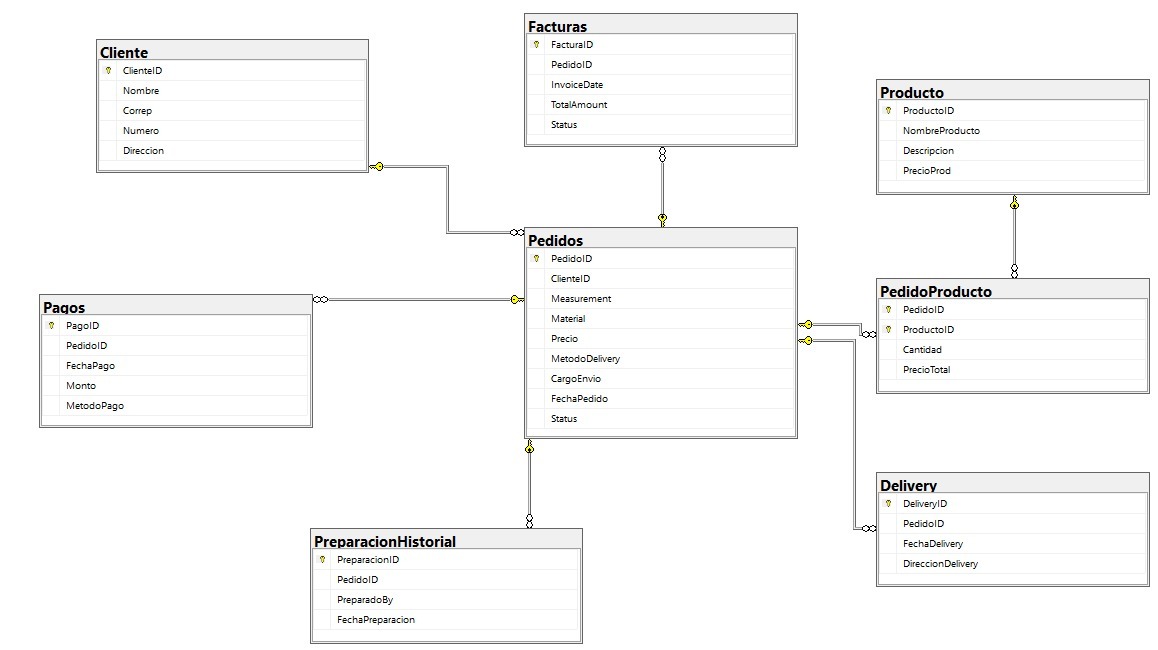 Cliente
ClienteID
Nombre
Correp
Numero
Direccion
Facturas
FacturaID
PedidoID
InvoiceDate
TotalAmount
Status
Producto
ProductoID
NombreProducto
Descripcion
PrecioProd
Pedidos
PedidoID
ClienteID
Measurement
Material
Precio
MetodoDelivery
CargoEnvio
FechaPedido
Status
Pagos
PagoID
PedidoID
FechaPago
Monto
MetodoPago
PedidoProducto
PedidoID
ProductoID
Cantidad
PrecioTotal
Delivery
DeliveryID
PedidoID
FechaDelivery
DireccionDelivery
PreparacionHistorial
PreparacionID
PedidoID
PreparadoBy
FechaPreparacion